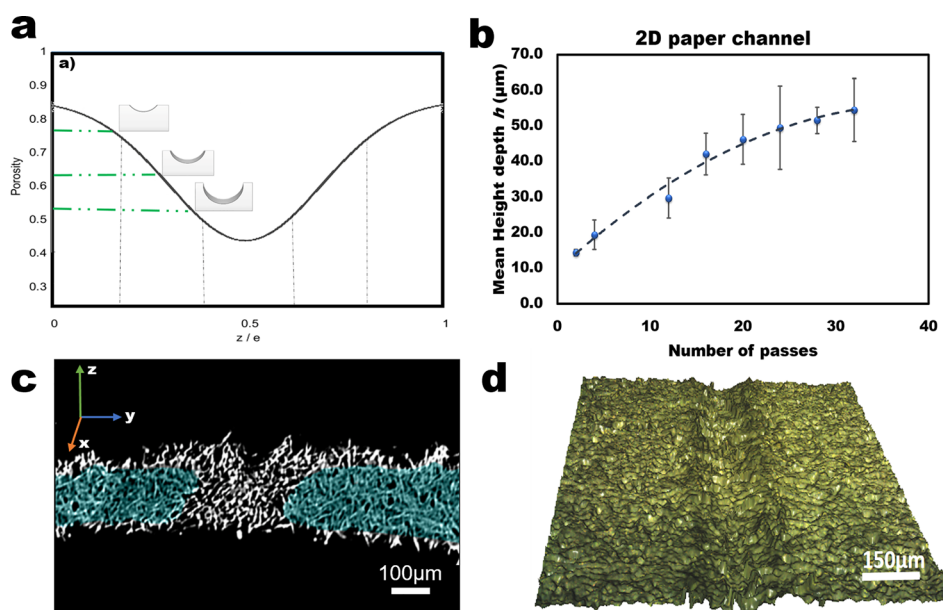 a
a)
1
0.9
0.8
0.7
0.6
0.5
0.4
0.3
Porosity
0
0.5
1
z / e
b
2D paper channel
Mean Height depth h (μm)
70.0
60.0
50.0
40.0
30.0
20.0
10.0
0.0
0
10
20
30
40
Number of passes
c
z
y
x
100μm
d
150μm